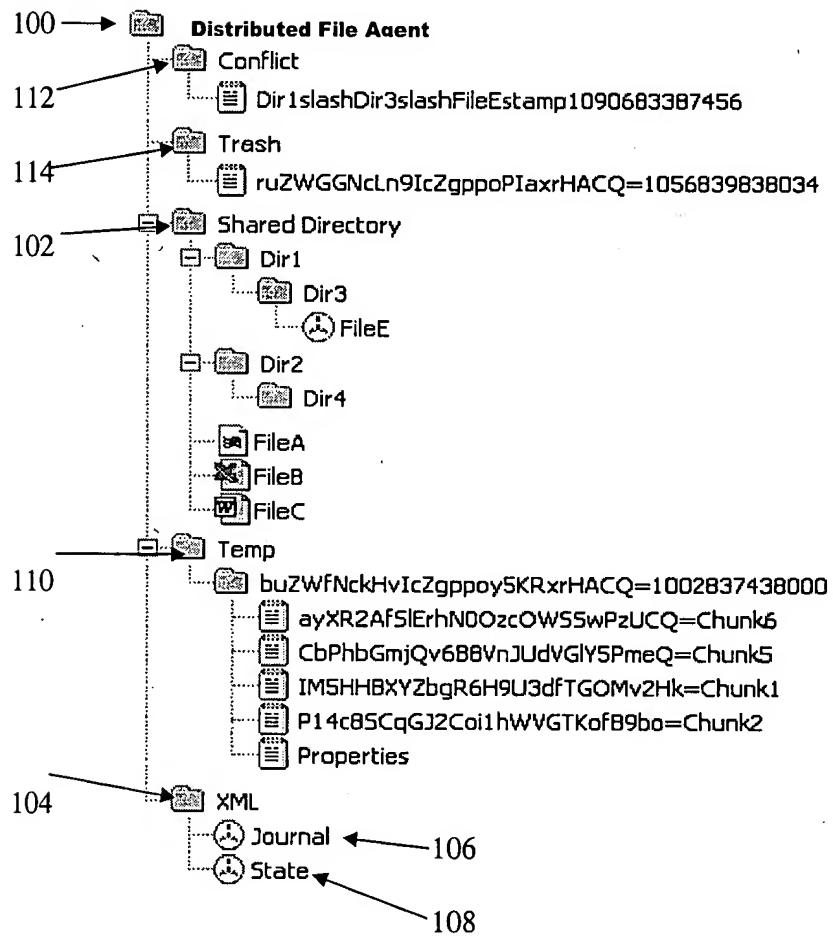 100 Distributed File Agent
Conflict
112 Dir1slashDir3slashFileEstamp1090683387456
Trash
114
ruZWGGNcLn9IcZgppoPIaxrHACQ=1056839838034
102 Shared Directory
Dir1
Dir3
FileE
Dir2
Dir4
FileA
FileB
FileC
Temp
110 buZWfNckHvIcZgppoy5KRxrHACQ=1002837438000
ayXR2AfSlErhN0OzcOWS5wPzUCQ=Chunk6
CbPhbGmjQv6B8VnJUdVGlY5PmeQ=Chunk5
IM5HHBXYZbgR6H9U3dfTGOMv2Hk=Chunk1
P14c85CqGJ2Coi1hWVGTKofB9bo=Chunk2
Properties
104 XML
Journal 106
State
108